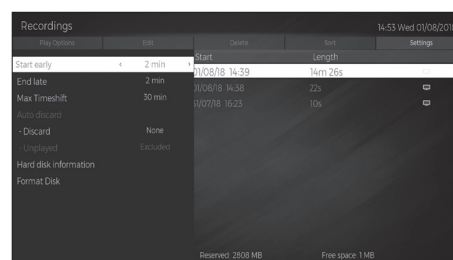 Recordings 14:53 Wed 01/08/201
Play Options Edit Delete Sort Settings
Start Length
Start early < 2 min › 01/08/18 14:39 14m 26s
End late 2 min 01/08/18 14:38 22s
Max Timeshift 30 min 31/07/18 16:23 10s
Auto discard
- Discard None
- Unplayed Excluded
Hard disk information
Format Disk
Reserved 2808 MB Free space 1 MB